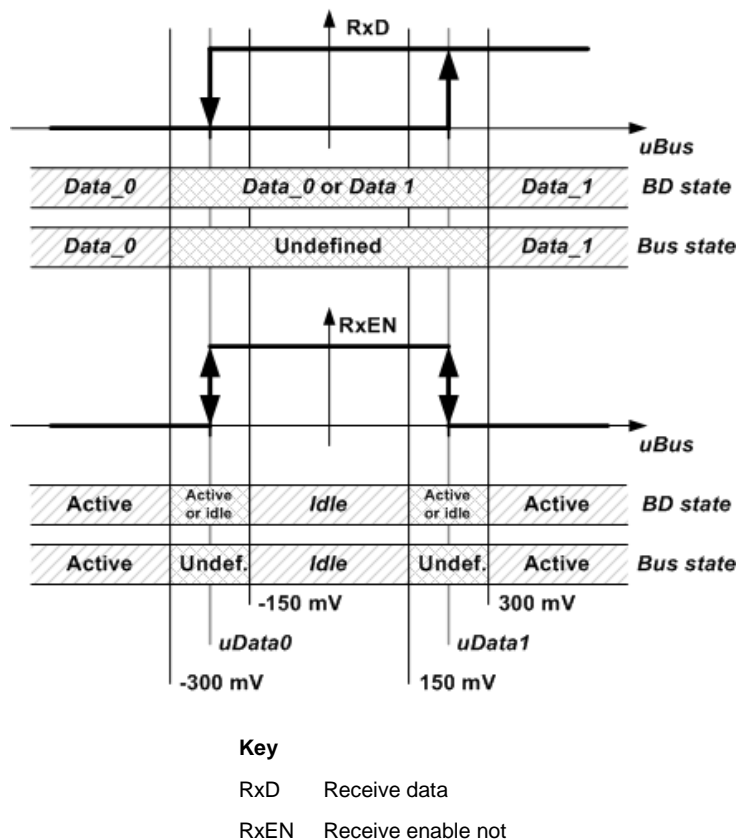 RxD
uBus
Data_0 Data_0 or Data 1 Data_1 BD state
Data_0 Undefined Data_1 Bus state
RxEN
uBus
Active Active or idle Idle Active or idle Active BD state
Active Undef. Idle Undef. Active Bus state
-150 mV 300 mV
uData0 uData1
-300 mV 150 mV
Key
RxD Receive data
RxEN Receive enable not